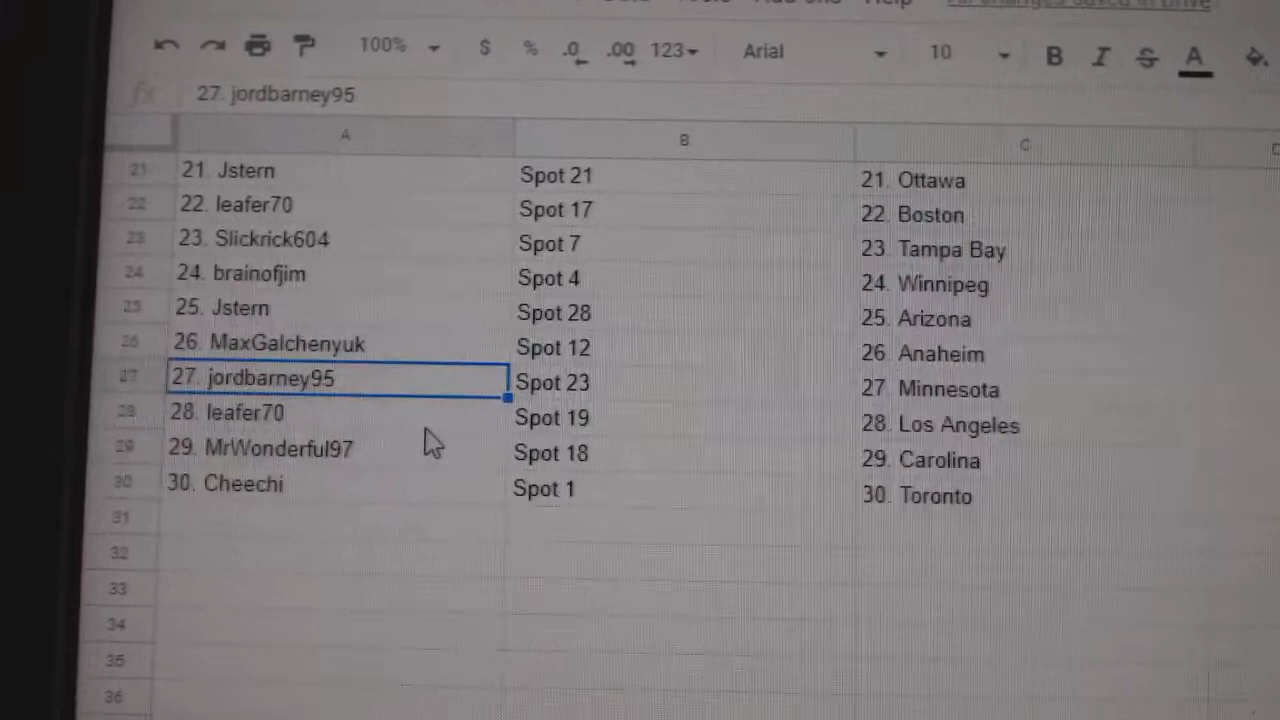 100% $ % .0 .00 123 Arial 10 B I S A
fx 27. jordbarney95
A B C
21 21. Jstern Spot 21 21. Ottawa
22 22. leafer70 Spot 17 22. Boston
23 23. Slickrick604 Spot 7 23. Tampa Bay
24 24. brainofjim Spot 4 24. Winnipeg
25 25. Jstern Spot 28 25. Arizona
26 26. MaxGalchenyuk Spot 12 26. Anaheim
27 27. jordbarney95 Spot 23 27. Minnesota
28 28. leafer70 Spot 19 28. Los Angeles
29 29. MrWonderful97 Spot 18 29. Carolina
30 30. Cheechi Spot 1 30. Toronto
31
32
33
34
35
36